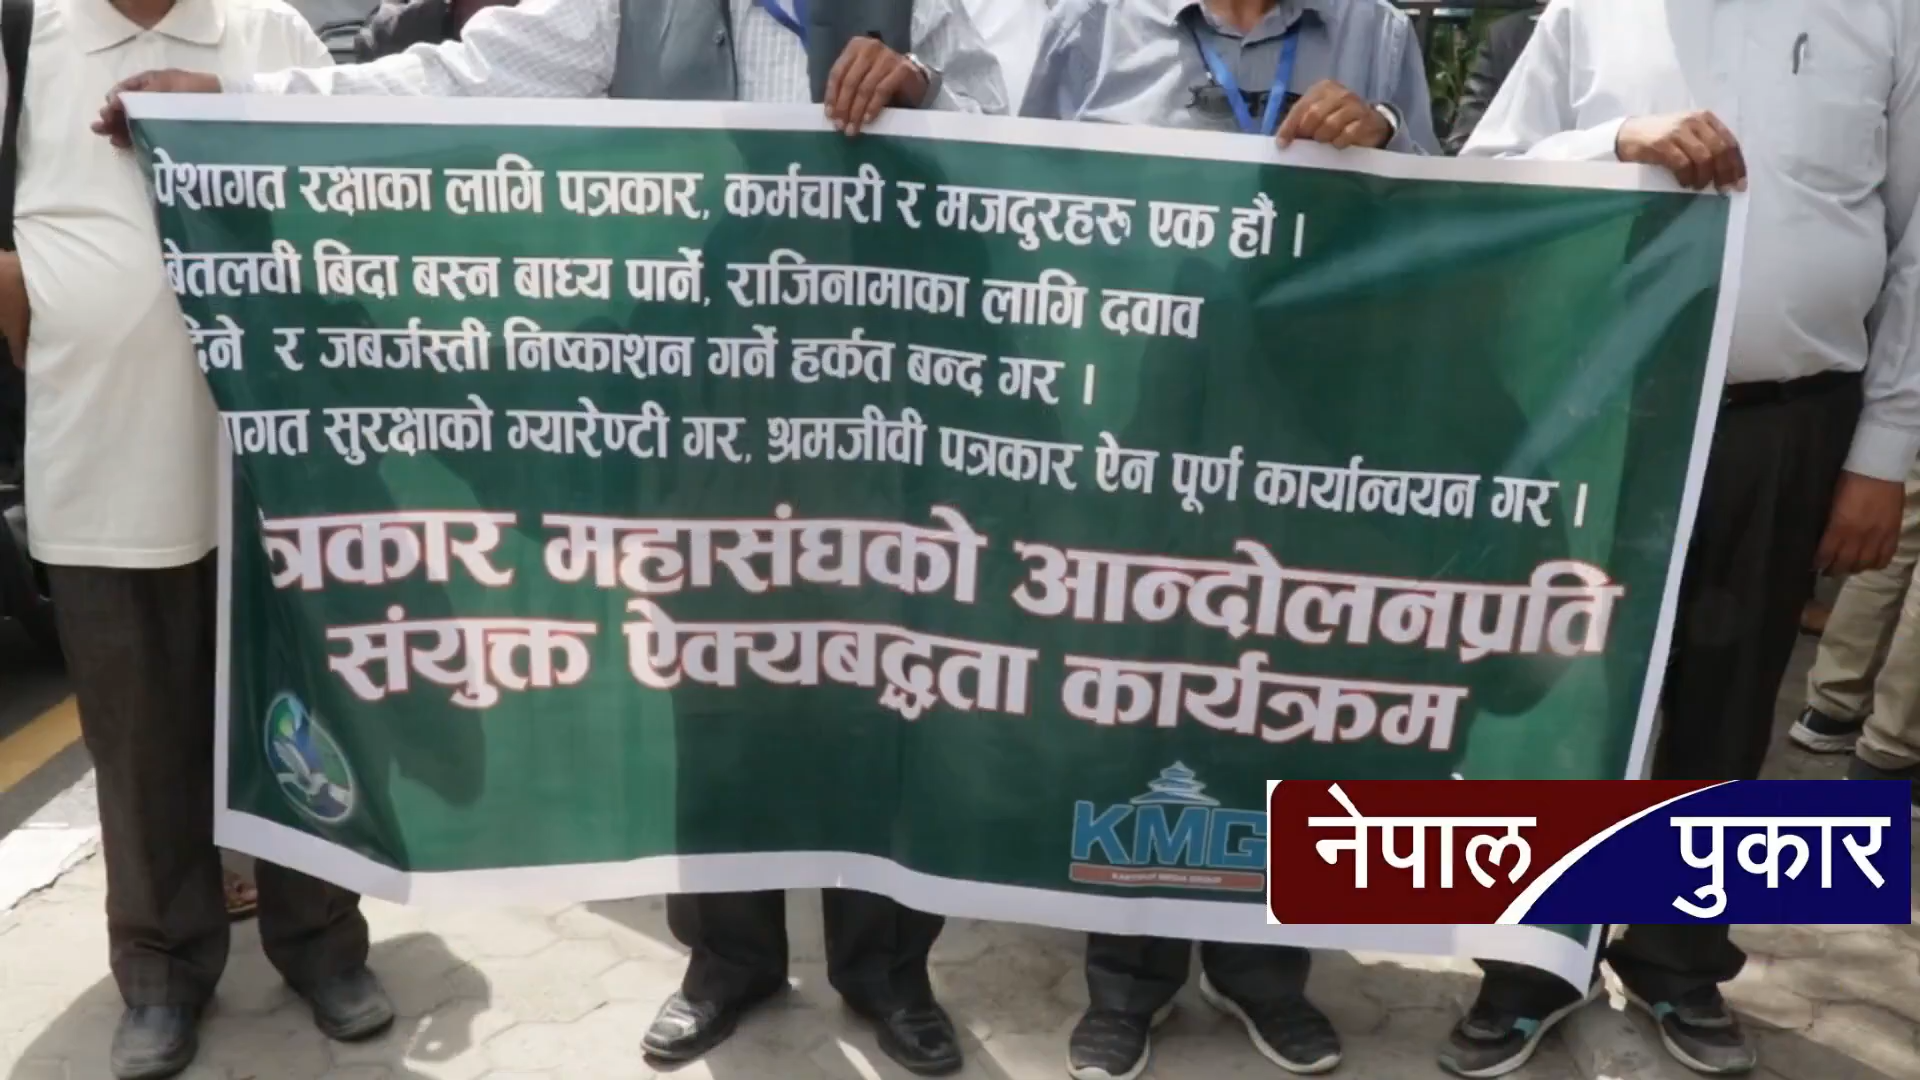 पेशागत रक्षाका लागि पत्रकार, कर्मचारी र मजदुरहरू एक हौं ।
बेतलवी बिदा बस्न बाध्य पार्ने, राजिनामाका लागि दवाव
दिने र जबर्जस्ती निष्काशन गर्ने हर्कत बन्द गर ।
सुरक्षाको ग्यारेण्टी गर, श्रमजीवी पत्रकार ऐन पूर्ण कार्यान्वयन गर ।
त्रकार महासंघको आन्दोलनप्रति
संयुक्त ऐक्यबद्धता कार्यक्रम
KMG
नेपाल पुकार